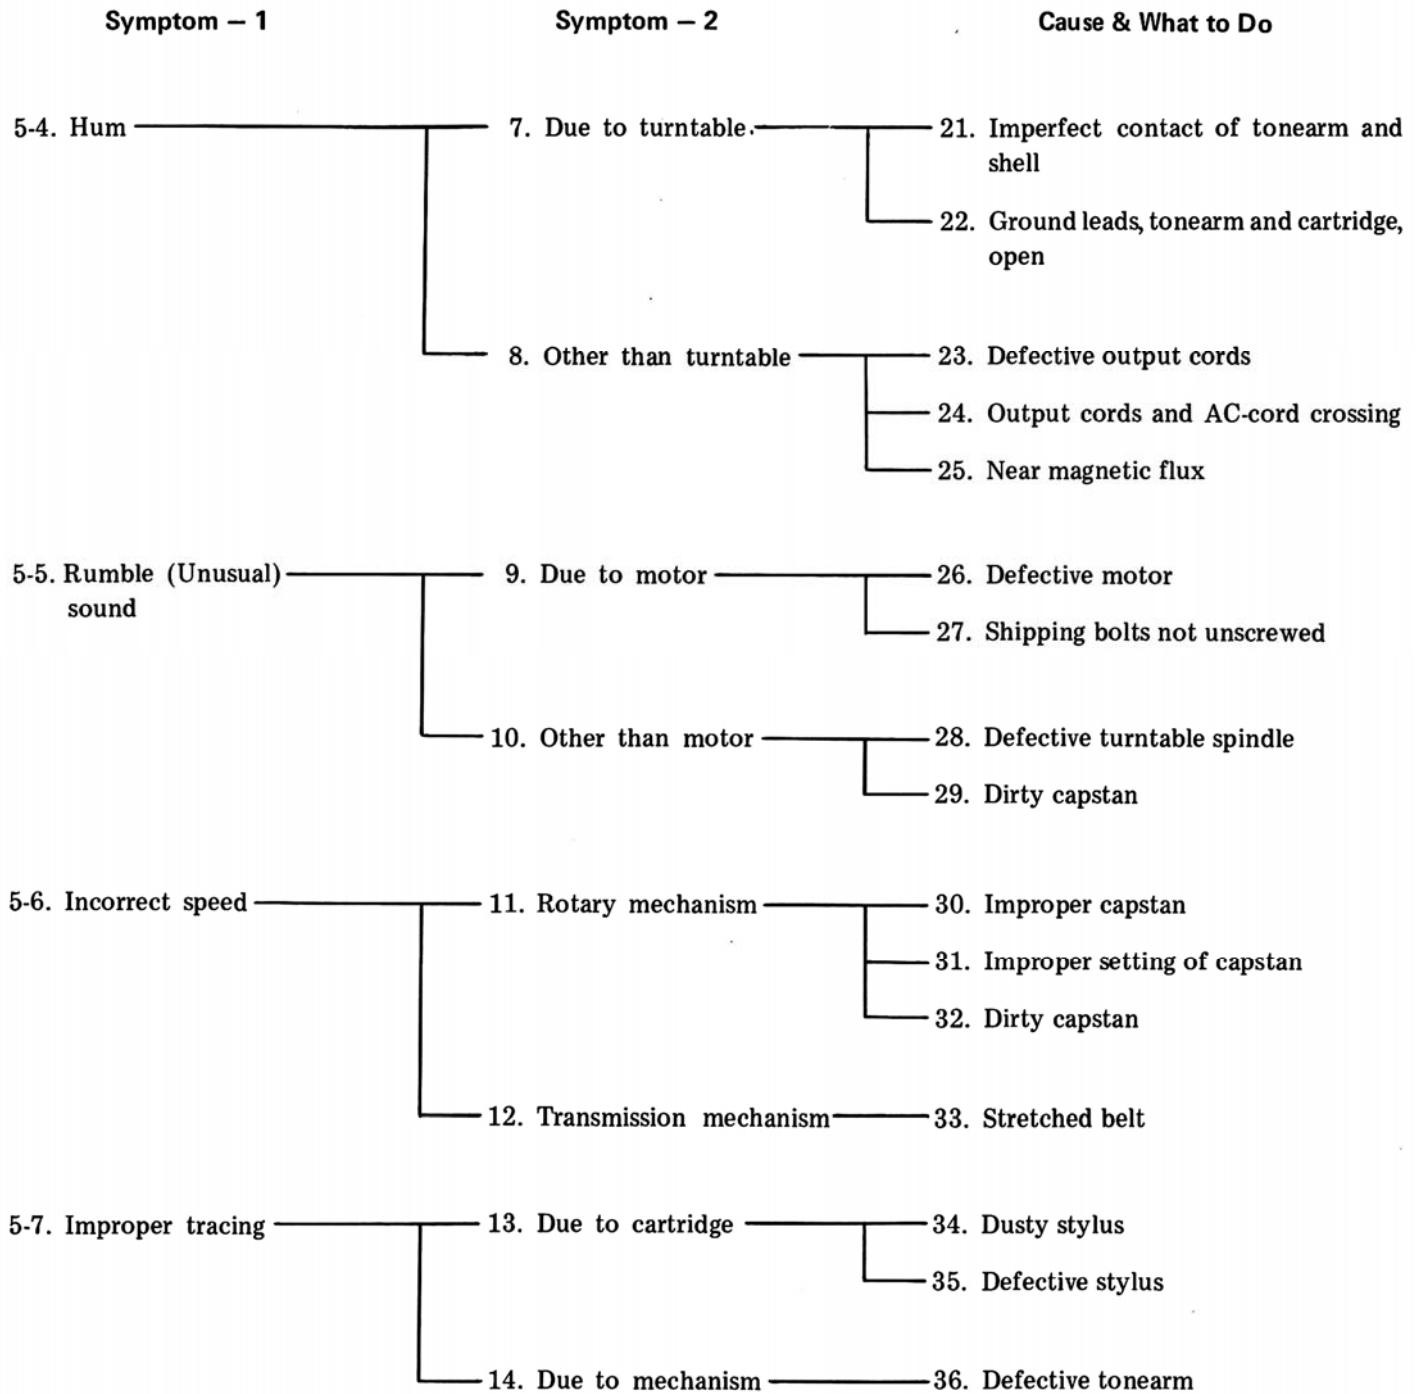 Symptom — 1 Symptom — 2 Cause & What to Do
5-4. Hum 7. Due to turntable. 21. Imperfect contact of tonearm and
shell
22. Ground leads, tonearm and cartridge,
open
8. Other than turntable 23. Defective output cords
24. Output cords and AC-cord crossing
25. Near magnetic flux
5-5. Rumble (Unusual) 9. Due to motor 26. Defective motor
sound
27. Shipping bolts not unscrewed
10. Other than motor 28. Defective turntable spindle
29. Dirty capstan
5-6. Incorrect speed 11. Rotary mechanism 30. Improper capstan
31. Improper setting of capstan
32. Dirty capstan
12. Transmission mechanism 33. Stretched belt
5-7. Improper tracing 13. Due to cartridge 34. Dusty stylus
35. Defective stylus
14. Due to mechanism 36. Defective tonearm